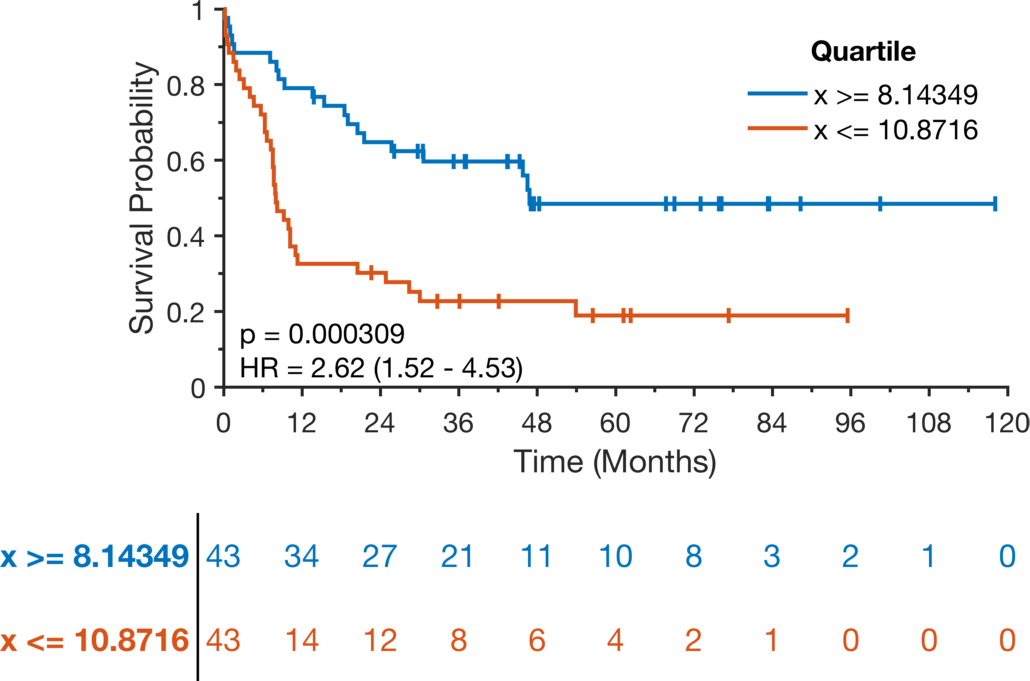 1
0.8
0.6
0.4
0.2
0
Survival Probability
Quartile
x >= 8.14349
x <= 10.8716
p = 0.000309
HR = 2.62 (1.52 - 4.53)
0 12 24 36 48 60 72 84 96 108 120
Time (Months)
x >= 8.14349 43 34 27 21 11 10 8 3 2 1 0
x <= 10.8716 43 14 12 8 6 4 2 1 0 0 0